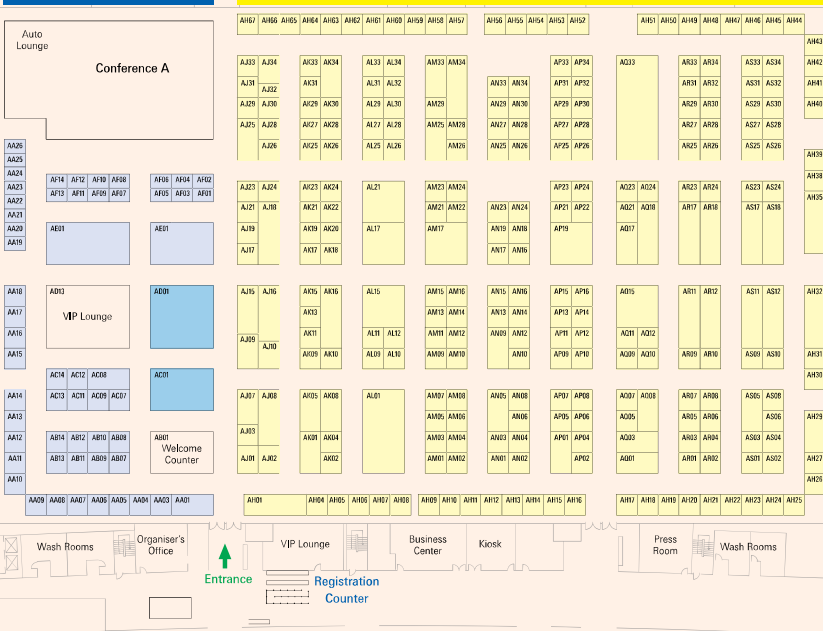 AH67 AH66 AH65 AH64 AH63 AH62 AH61 AH60 AH59 AH58 AH57 AH56 AH55 AH54 AH53 AH52 AH51 AH50 AH49 AH48 AH47 AH46 AH45 AH44
Auto
Lounge
Conference A
AH43
AJ33 AJ34 AK33 AK34 AL33 AL34 AM33 AM34 AP33 AP34 AQ33 AR33 AR34 AS33 AS34 AH42
AJ31 AJ32 AK31 AL31 AL32 AN33 AN34 AP31 AP32 AR31 AR32 AS31 AS32 AH41
AJ29 AJ30 AK29 AK30 AL29 AL30 AM29 AN29 AN30 AP29 AP30 AR29 AR30 AS29 AS30 AH40
AJ25 AJ28 AK27 AK28 AL27 AL28 AM25 AM28 AN27 AN28 AP27 AP28 AR27 AR28 AS27 AS28
AA26 AJ26 AK25 AK26 AL25 AL26 AM26 AN25 AN26 AP25 AP26 AR25 AR26 AS25 AS26
AA25 AH39
AA24 AH38
AF14 AF12 AF10 AF08 AF06 AF04 AF02
AA23 AJ23 AJ24 AK23 AK24 AL21 AM23 AM24 AP23 AP24 AQ23 AQ24 AR23 AR24 AS23 AS24
AF13 AF11 AF09 AF07 AF05 AF03 AF01 AH35
AA22
AA21 AJ21 AJ18 AK21 AK22 AM21 AM22 AN23 AN24 AP21 AP22 AQ21 AQ18 AR17 AR18 AS17 AS18
AA20 AE01 AE01 AJ19 AK19 AK20 AL17 AM17 AN19 AN18 AP19 AQ17
AA19 AJ17 AK17 AK18 AN17 AN16
AA18 AD13 AD01 AJ15 AJ16 AK15 AK16 AL15 AM15 AM16 AN15 AN16 AP15 AP16 AQ15 AR11 AR12 AS11 AS12 AH32
AA17 AK13 AM13 AM14 AN13 AN14 AP13 AP14
VIP Lounge
AA16 AJ09 AJ10 AK11 AL11 AL12 AM11 AM12 AN09 AN12 AP11 AP12 AQ11 AQ12
AA15 AK09 AK10 AL09 AL10 AM09 AM10 AN10 AP09 AP10 AQ09 AQ10 AR09 AR10 AS09 AS10 AH31
AC14 AC12 AC08 AC01 AH30
AA14 AC13 AC11 AC09 AC07 AJ07 AJ08 AK05 AK08 AL01 AM07 AM08 AN05 AN08 AP07 AP08 AQ07 AQ08 AR07 AR08 AS05 AS08
AA13 AM05 AM06 AN06 AP05 AP06 AQ05 AR05 AR06 AS06 AH29
AA12 AB14 AB12 AB10 AB08 AB01 AJ03 AK01 AK04 AM03 AM04 AN03 AN04 AP01 AP04 AQ03 AR03 AR04 AS03 AS04
Welcome
Counter
AA11 AB13 AB11 AB09 AB07 AJ01 AJ02 AK02 AM01 AM02 AN01 AN02 AP02 AQ01 AS01 AS02 AH27
AA10 AH26
AA09 AA08 AA07 AA06 AA05 AA04 AA03 AA01 AH01 AH04 AH05 AH06 AH07 AH08 AH09 AH10 AH11 AH12 AH13 AH14 AH15 AH16 AH17 AH18 AH19 AH20 AH21 AH22 AH23 AH24 AH25
Wash Rooms
Organiser's
Office
VIP Lounge
Business
Center
Kiosk
Press
Room
Wash Rooms
Entrance
Registration
Counter